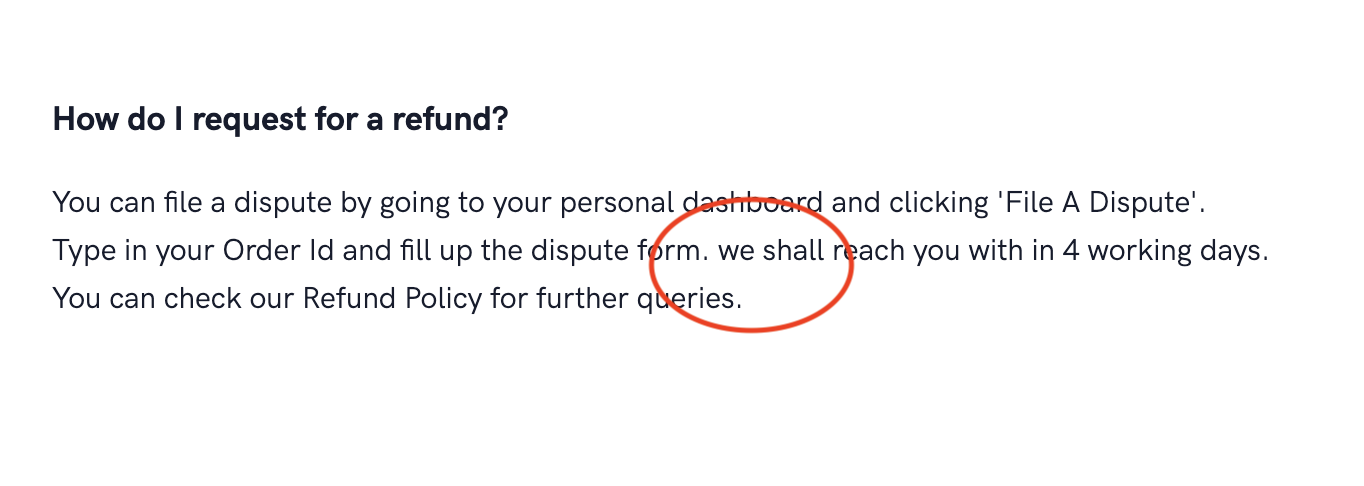 How do I request for a refund?
You can file a dispute by going to your personal dashboard and clicking 'File A Dispute'.
Type in your Order Id and fill up the dispute form. we shall reach you with in 4 working days.
You can check our Refund Policy for further queries.